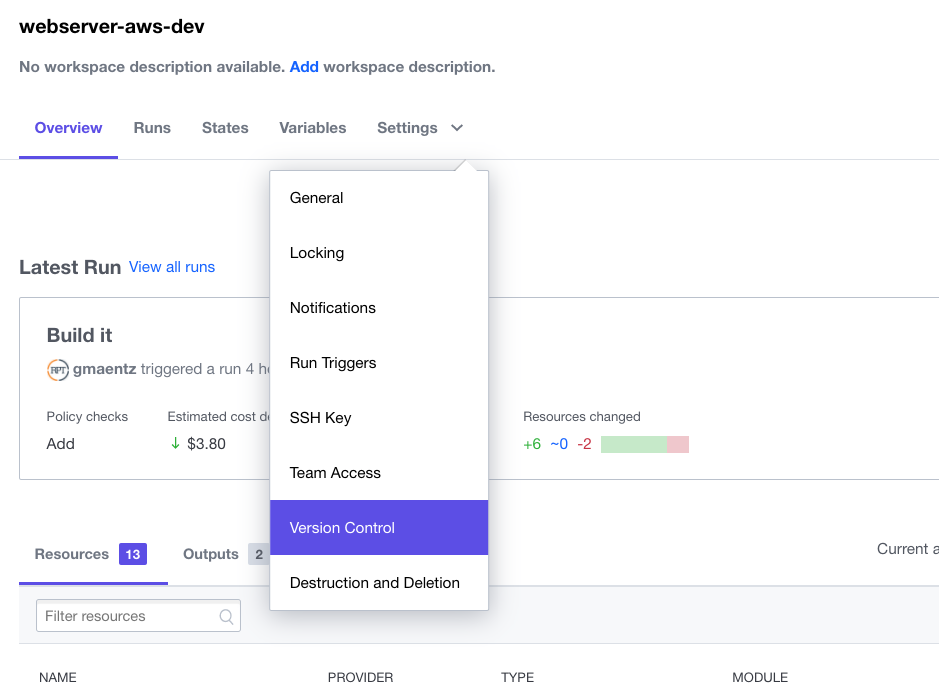 webserver-aws-dev
No workspace description available. Add workspace description.
Overview Runs States Variables Settings
General
Locking
Notifications
Run Triggers
SSH Key
Team Access
Version Control
Destruction and Deletion
Latest Run View all runs
Build it
RPT gmaentz triggered a run 4
Policy checks Estimated cost Resources changed
Add ↓ $3.80 +6 ~0 -2
Resources 13 Outputs 2 Current
Filter resources
NAME PROVIDER TYPE MODULE